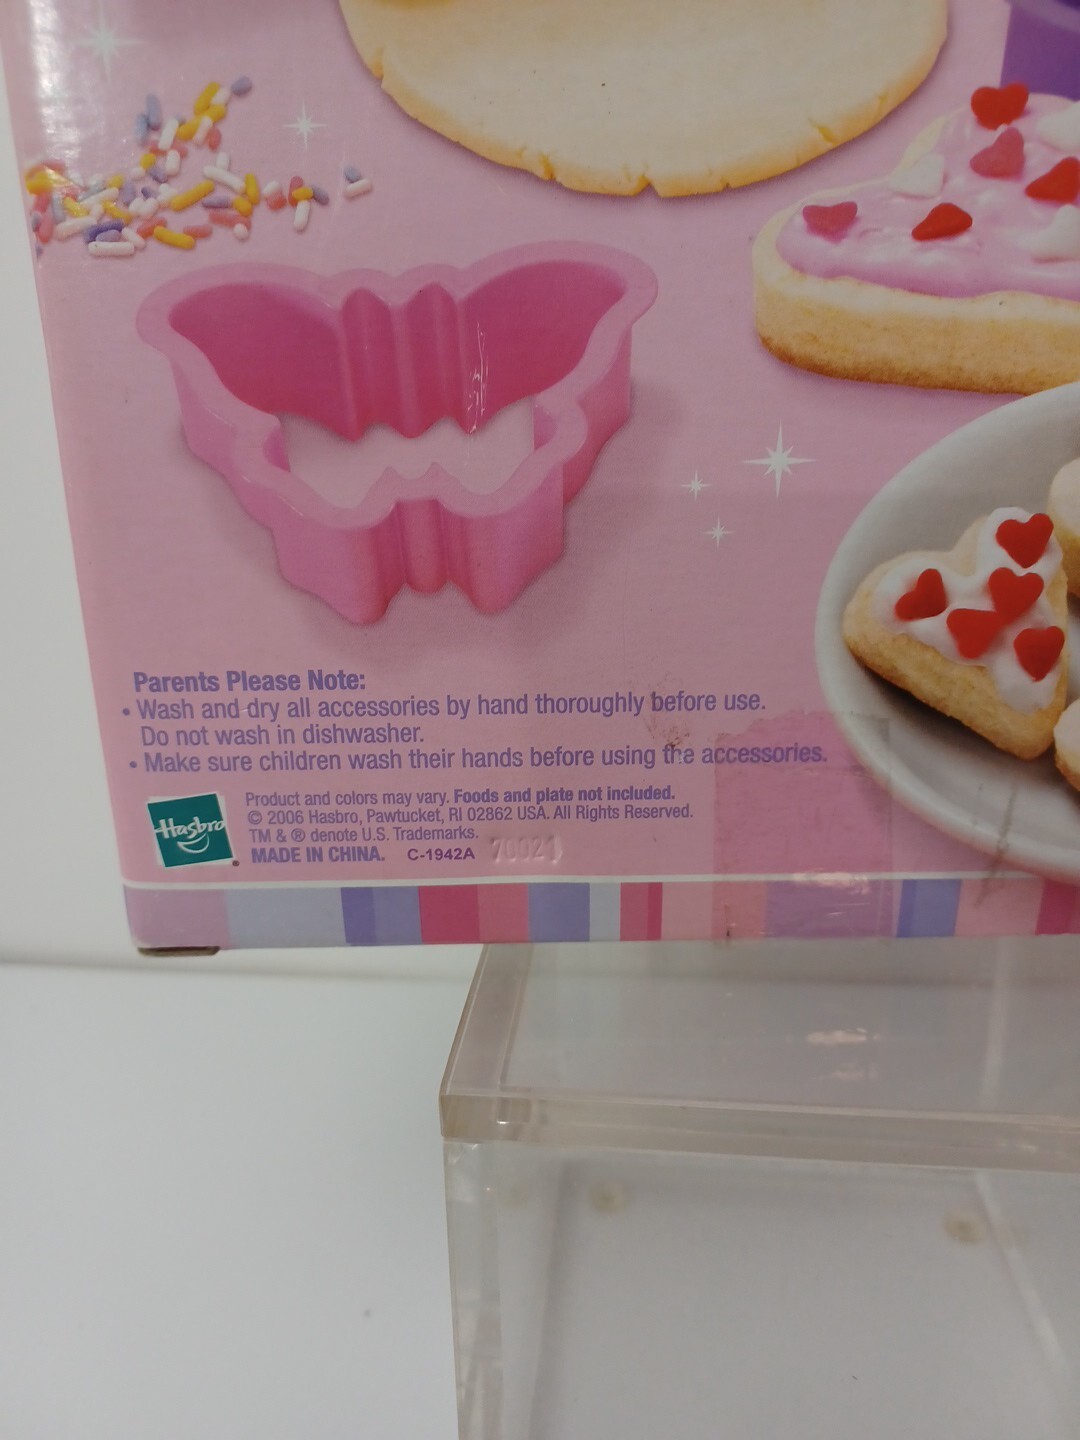 Parents Please Note:
• Wash and dry all accessories by hand thoroughly before use.
Do not wash in dishwasher.
• Make sure children wash their hands before using the accessories.
Hasbro
Product and colors may vary. Foods and plate not included.
© 2006 Hasbro, Pawtucket, RI 02862 USA. All Rights Reserved.
TM & ® denote U.S. Trademarks.
MADE IN CHINA. C-1942A 70021